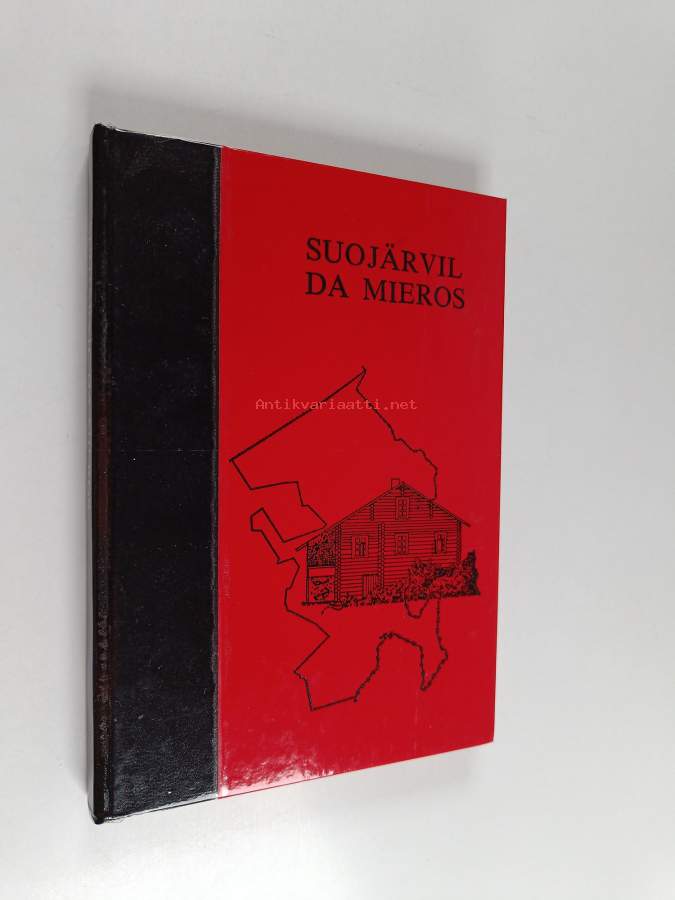 SUOJÄRVIL
DA MIEROS
Antikvariaatti.net